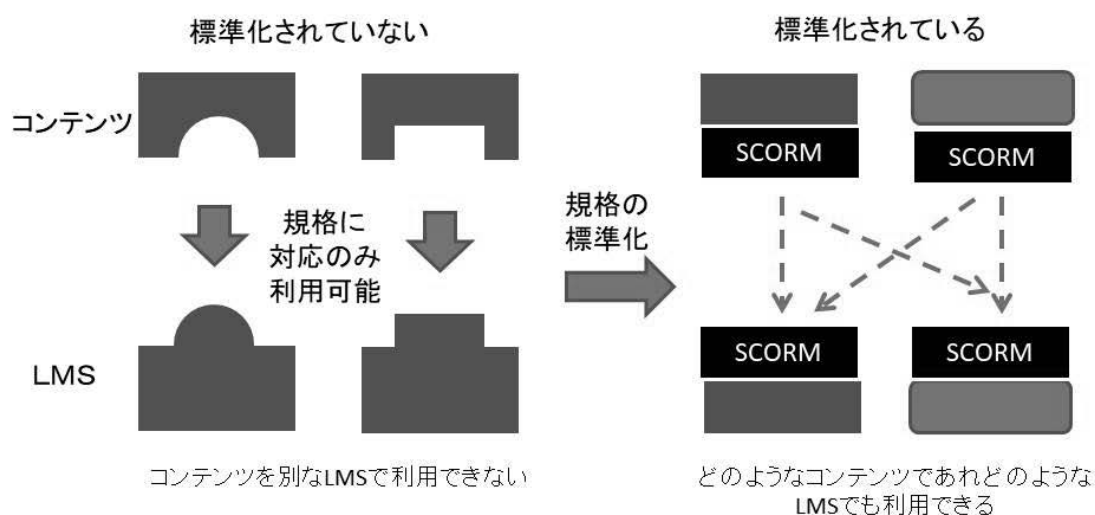 標準化されていない
コンテンツ
規格に
対応のみ
利用可能
LMS
コンテンツを別なLMSで利用できない
規格の
標準化
標準化されている
SCORM
SCORM
SCORM
SCORM
どのようなコンテンツであれどのような
LMSでも利用できる